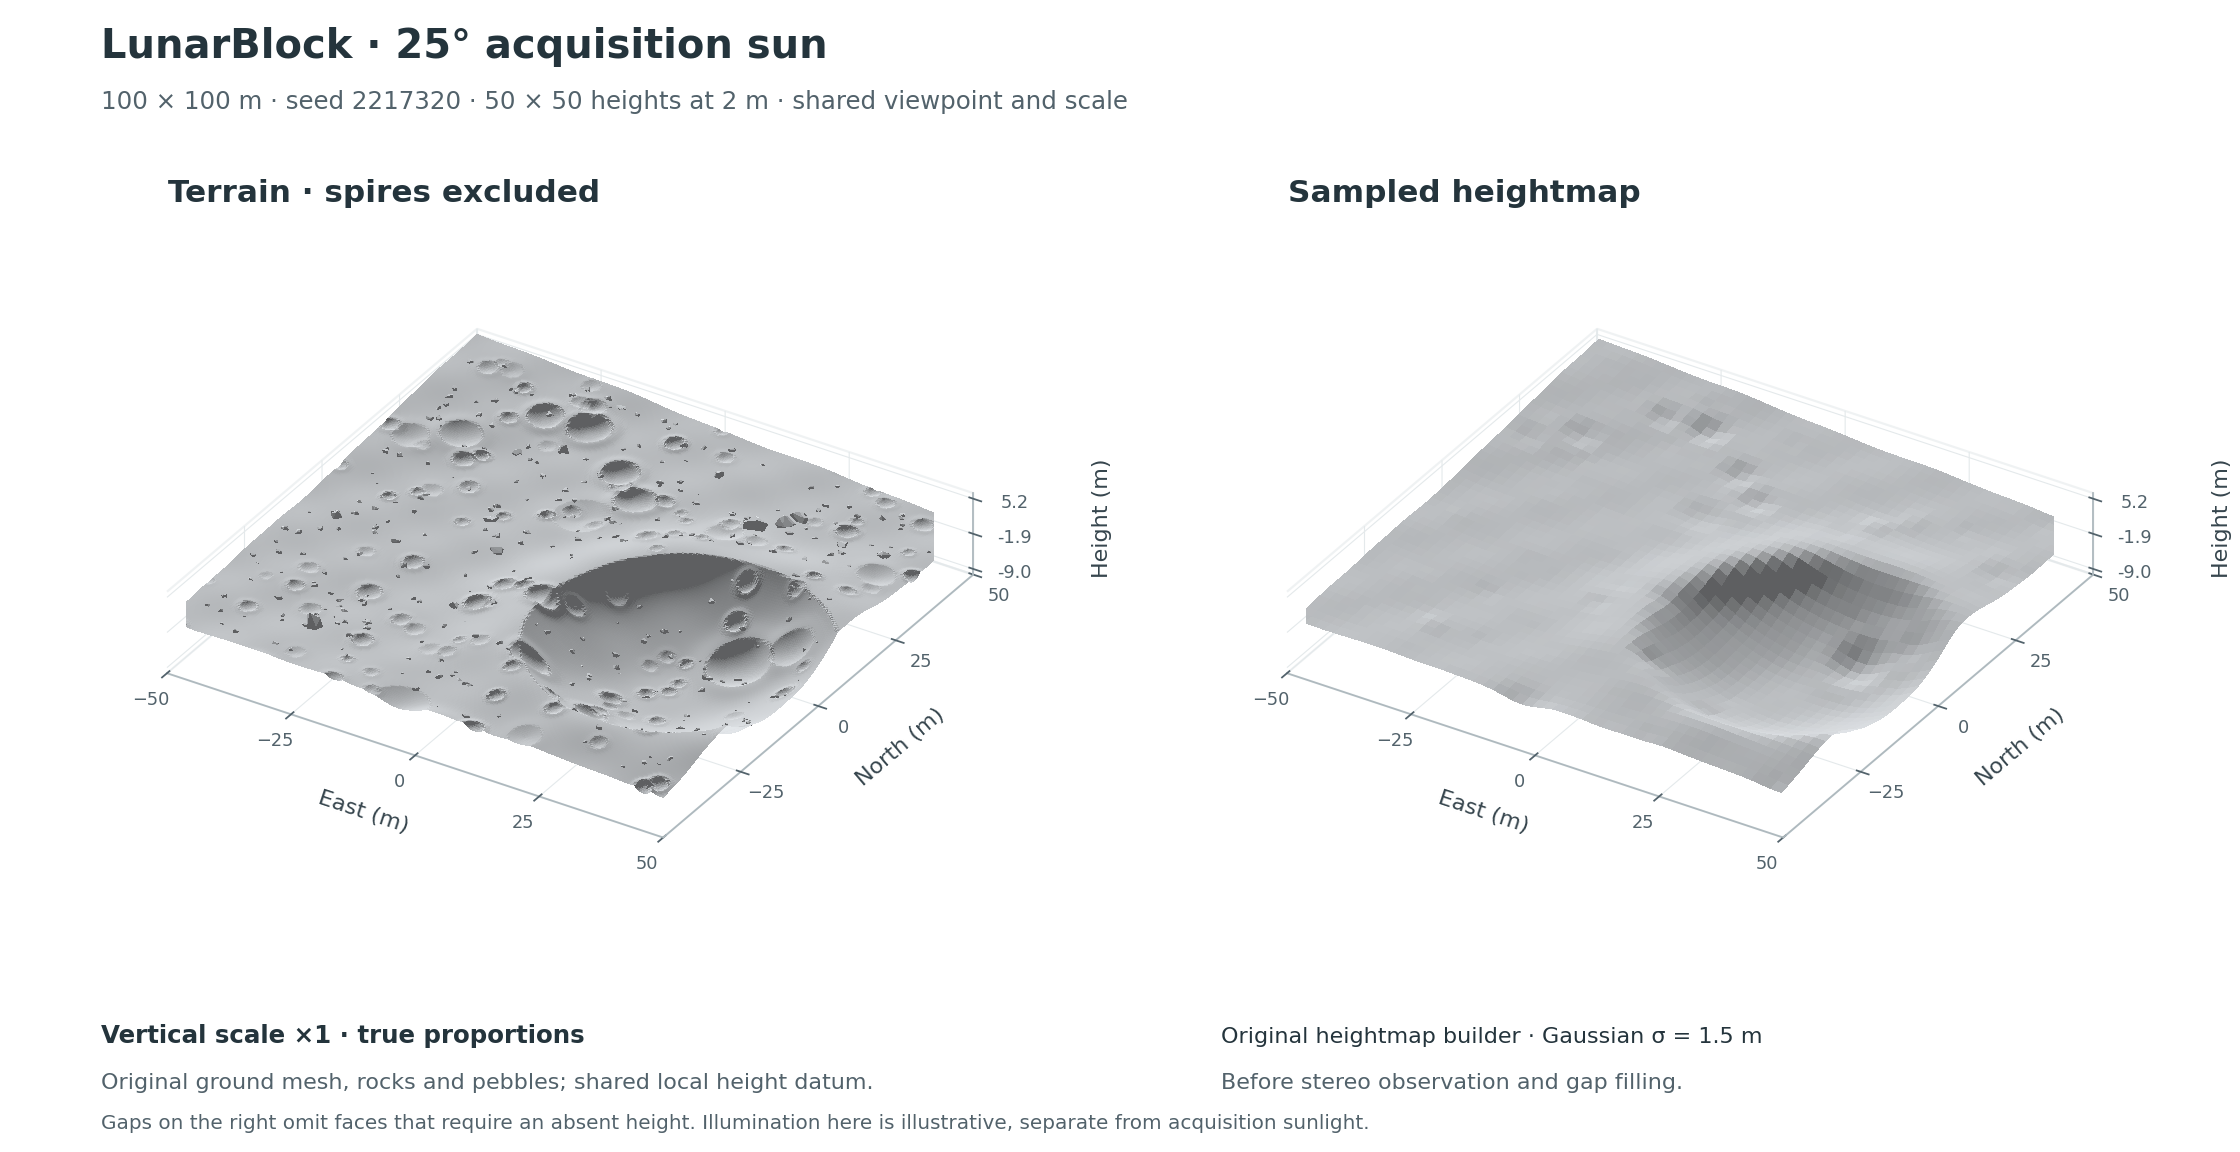 LunarBlock · 25° acquisition sun
100 × 100 m · seed 2217320 · 50 × 50 heights at 2 m · shared viewpoint and scale
Terrain · spires excluded
5.2
-1.9
-9.0
Height (m)
50
25
0
−25
North (m)
−50
−25
0
25
50
East (m)
Sampled heightmap
5.2
-1.9
-9.0
Height (m)
50
25
0
−25
North (m)
−50
−25
0
25
50
East (m)
Vertical scale ×1 · true proportions
Original ground mesh, rocks and pebbles; shared local height datum.
Original heightmap builder · Gaussian σ = 1.5 m
Before stereo observation and gap filling.
Gaps on the right omit faces that require an absent height. Illumination here is illustrative, separate from acquisition sunlight.